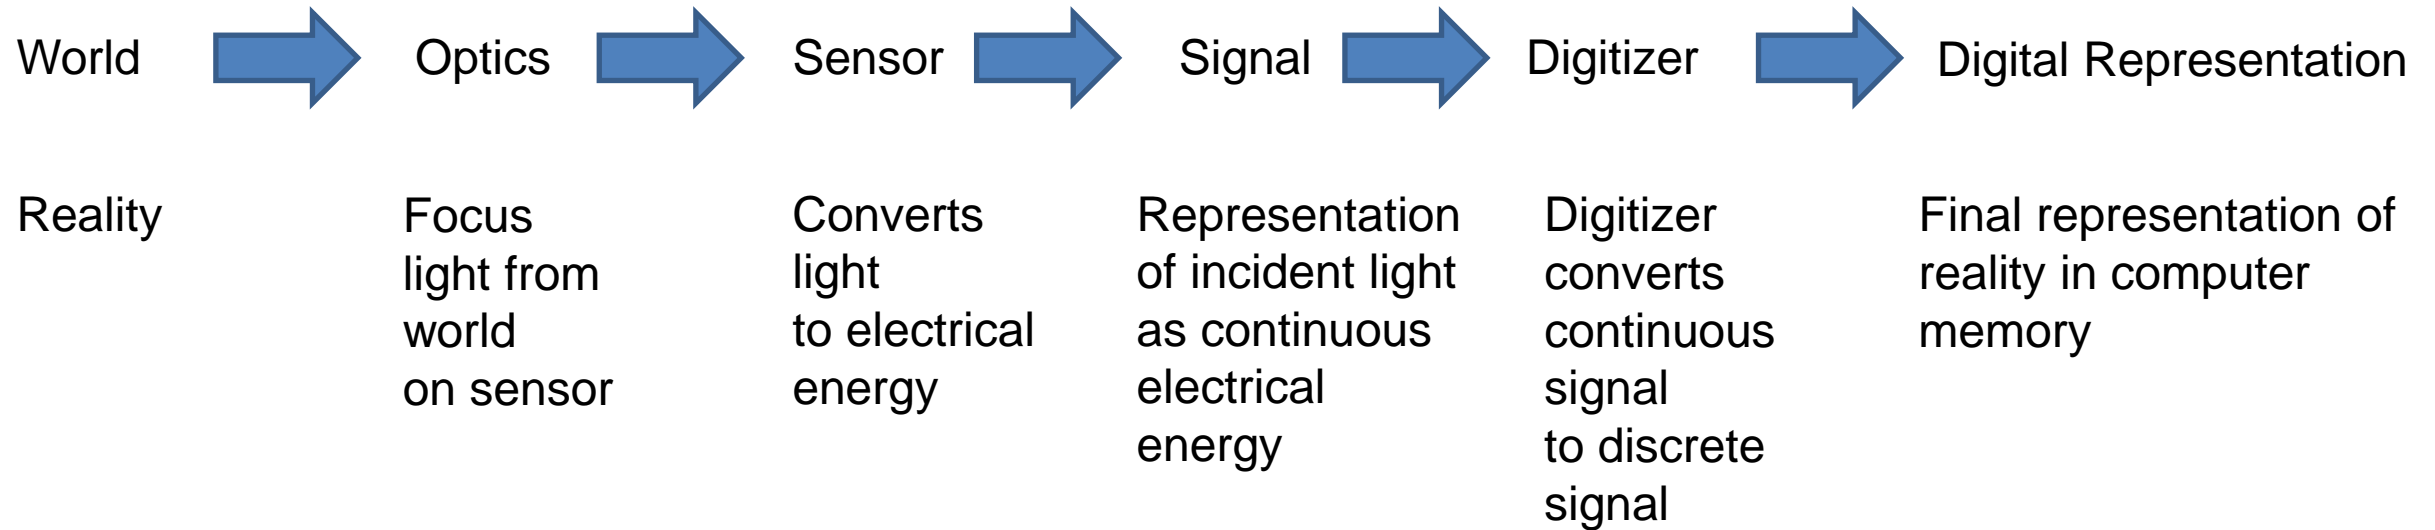 World Optics Sensor Signal Digitizer Digital Representation
Reality
Focus
light from
world
on sensor
Converts
light
to electrical
energy
Representation
of incident light
as continuous
electrical
energy
Digitizer
converts
continuous
signal
to discrete
signal
Final representation of
reality in computer
memory